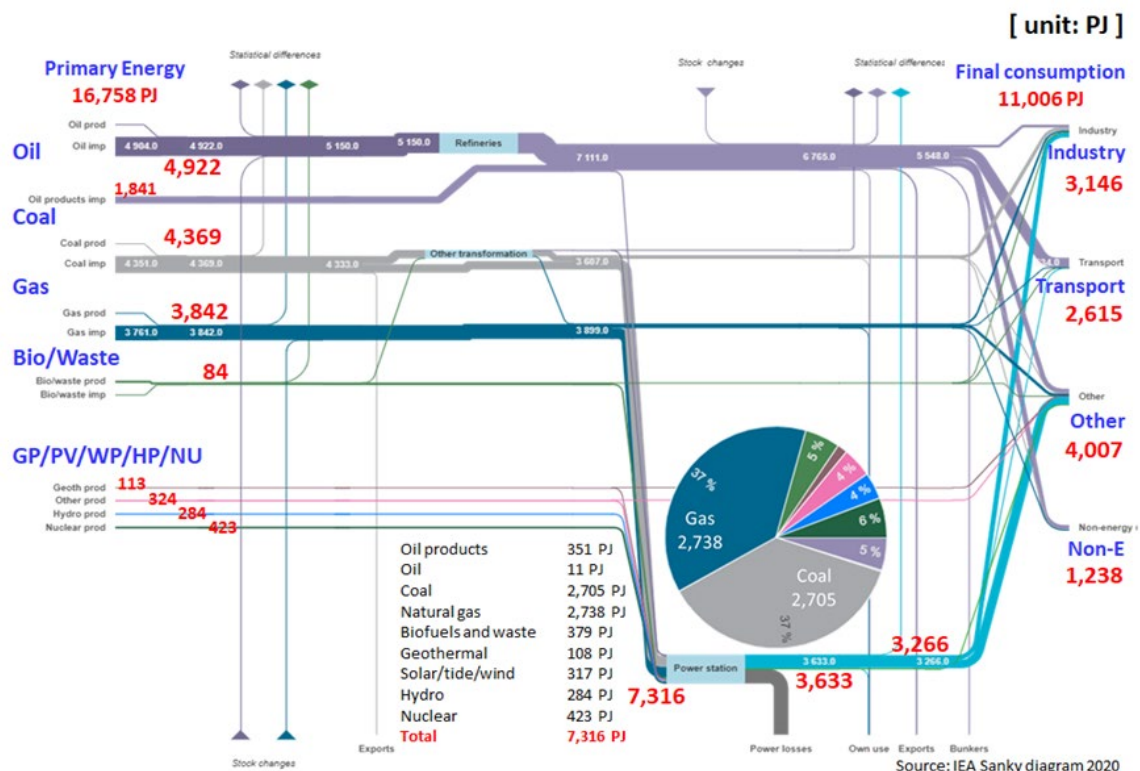 [ unit: PJ ]
Statistical differences
Stock changes
Statistical differences
Primary Energy
16,758 PJ
Final consumption
11,006 PJ
Oil prod
Oil
Oil imp
4 904.0
4 922.0
5 150.0
5 150.0
Refineries
7 111.0
6 765.0
5 548.0
4,922
Industry
Industry
3,146
1,841
Oil products imp
Coal
Coal prod
4,369
Coal imp
4 351.0
4 369.0
4 333.0
Other transformation
3 687.0
Transport
Transport
2,615
Gas
Gas prod
3,842
Gas imp
3 761.0
3 842.0
3 899.0
Bio/Waste
Bio/waste prod
84
Bio/waste imp
Other
Other
4,007
GP/PV/WP/HP/NU
Geoth prod
113
Other prod
324
Hydro prod
284
Nuclear prod
423
Non-energy
Non-E
1,238
37 %
Gas
2,738
5 %
4 %
4 %
6 %
5 %
Coal
2,705
37 %
Oil products 351 PJ
Oil 11 PJ
Coal 2,705 PJ
Natural gas 2,738 PJ
Biofuels and waste 379 PJ
Geothermal 108 PJ
Solar/tide/wind 317 PJ
Hydro 284 PJ
Nuclear 423 PJ
Total 7,316 PJ
7,316
Power station
3 633.0
3 266.0
3,266
3,633
Stock changes
Exports
Power losses
Own use
Exports
Bunkers
Source: IEA Sanky diagram 2020